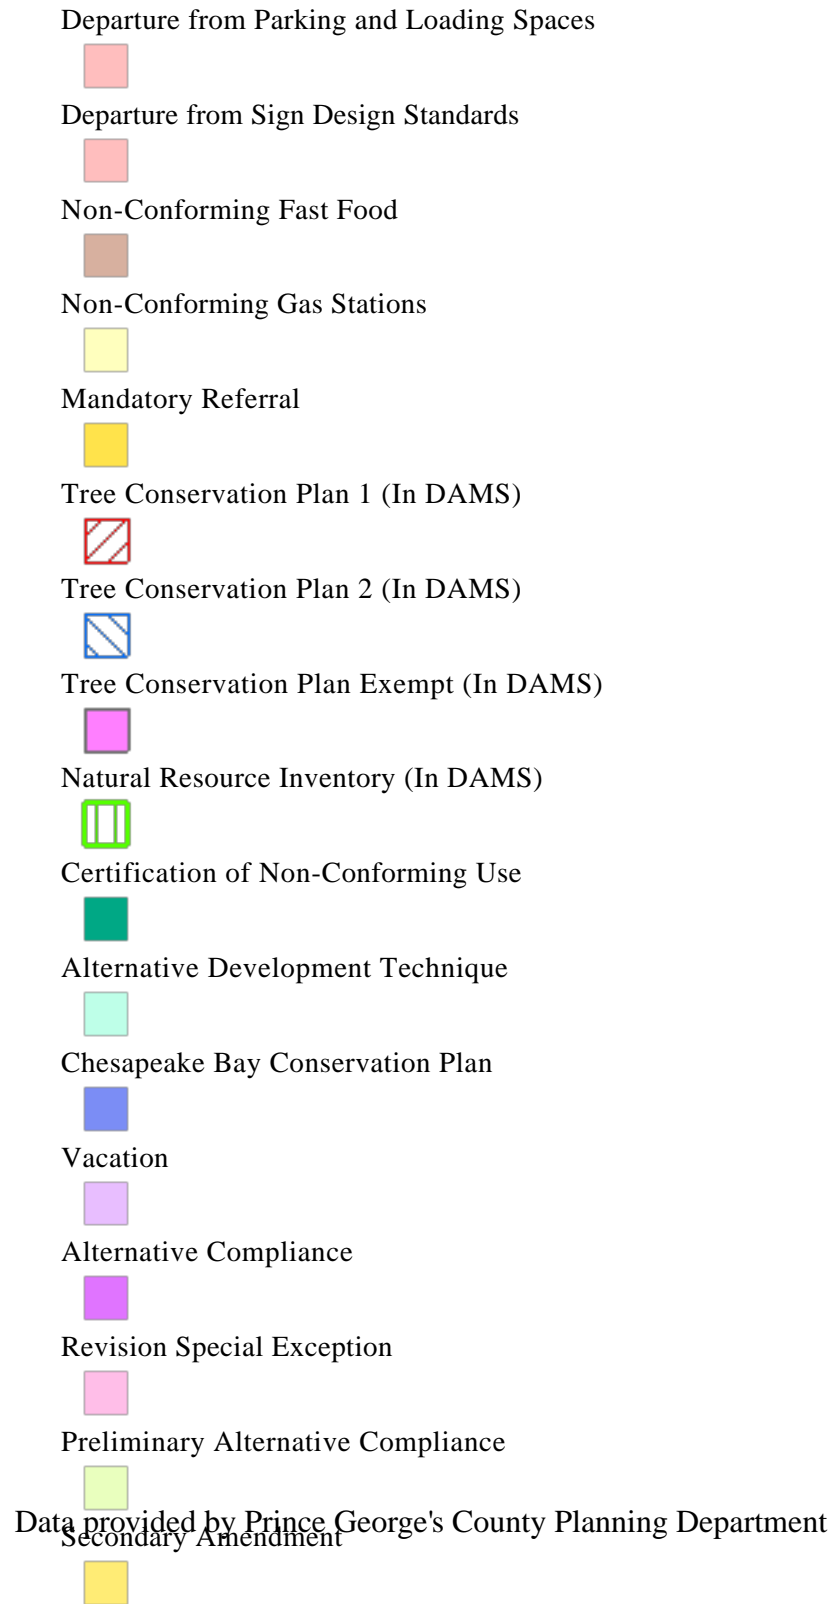 Departure from Parking and Loading Spaces
Departure from Sign Design Standards
Non-Conforming Fast Food
Non-Conforming Gas Stations
Mandatory Referral
Tree Conservation Plan 1 (In DAMS)
Tree Conservation Plan 2 (In DAMS)
Tree Conservation Plan Exempt (In DAMS)
Natural Resource Inventory (In DAMS)
Certification of Non-Conforming Use
Alternative Development Technique
Chesapeake Bay Conservation Plan
Vacation
Alternative Compliance
Revision Special Exception
Preliminary Alternative Compliance
Data provided by Prince George's County Planning Department
Secondary Amendment